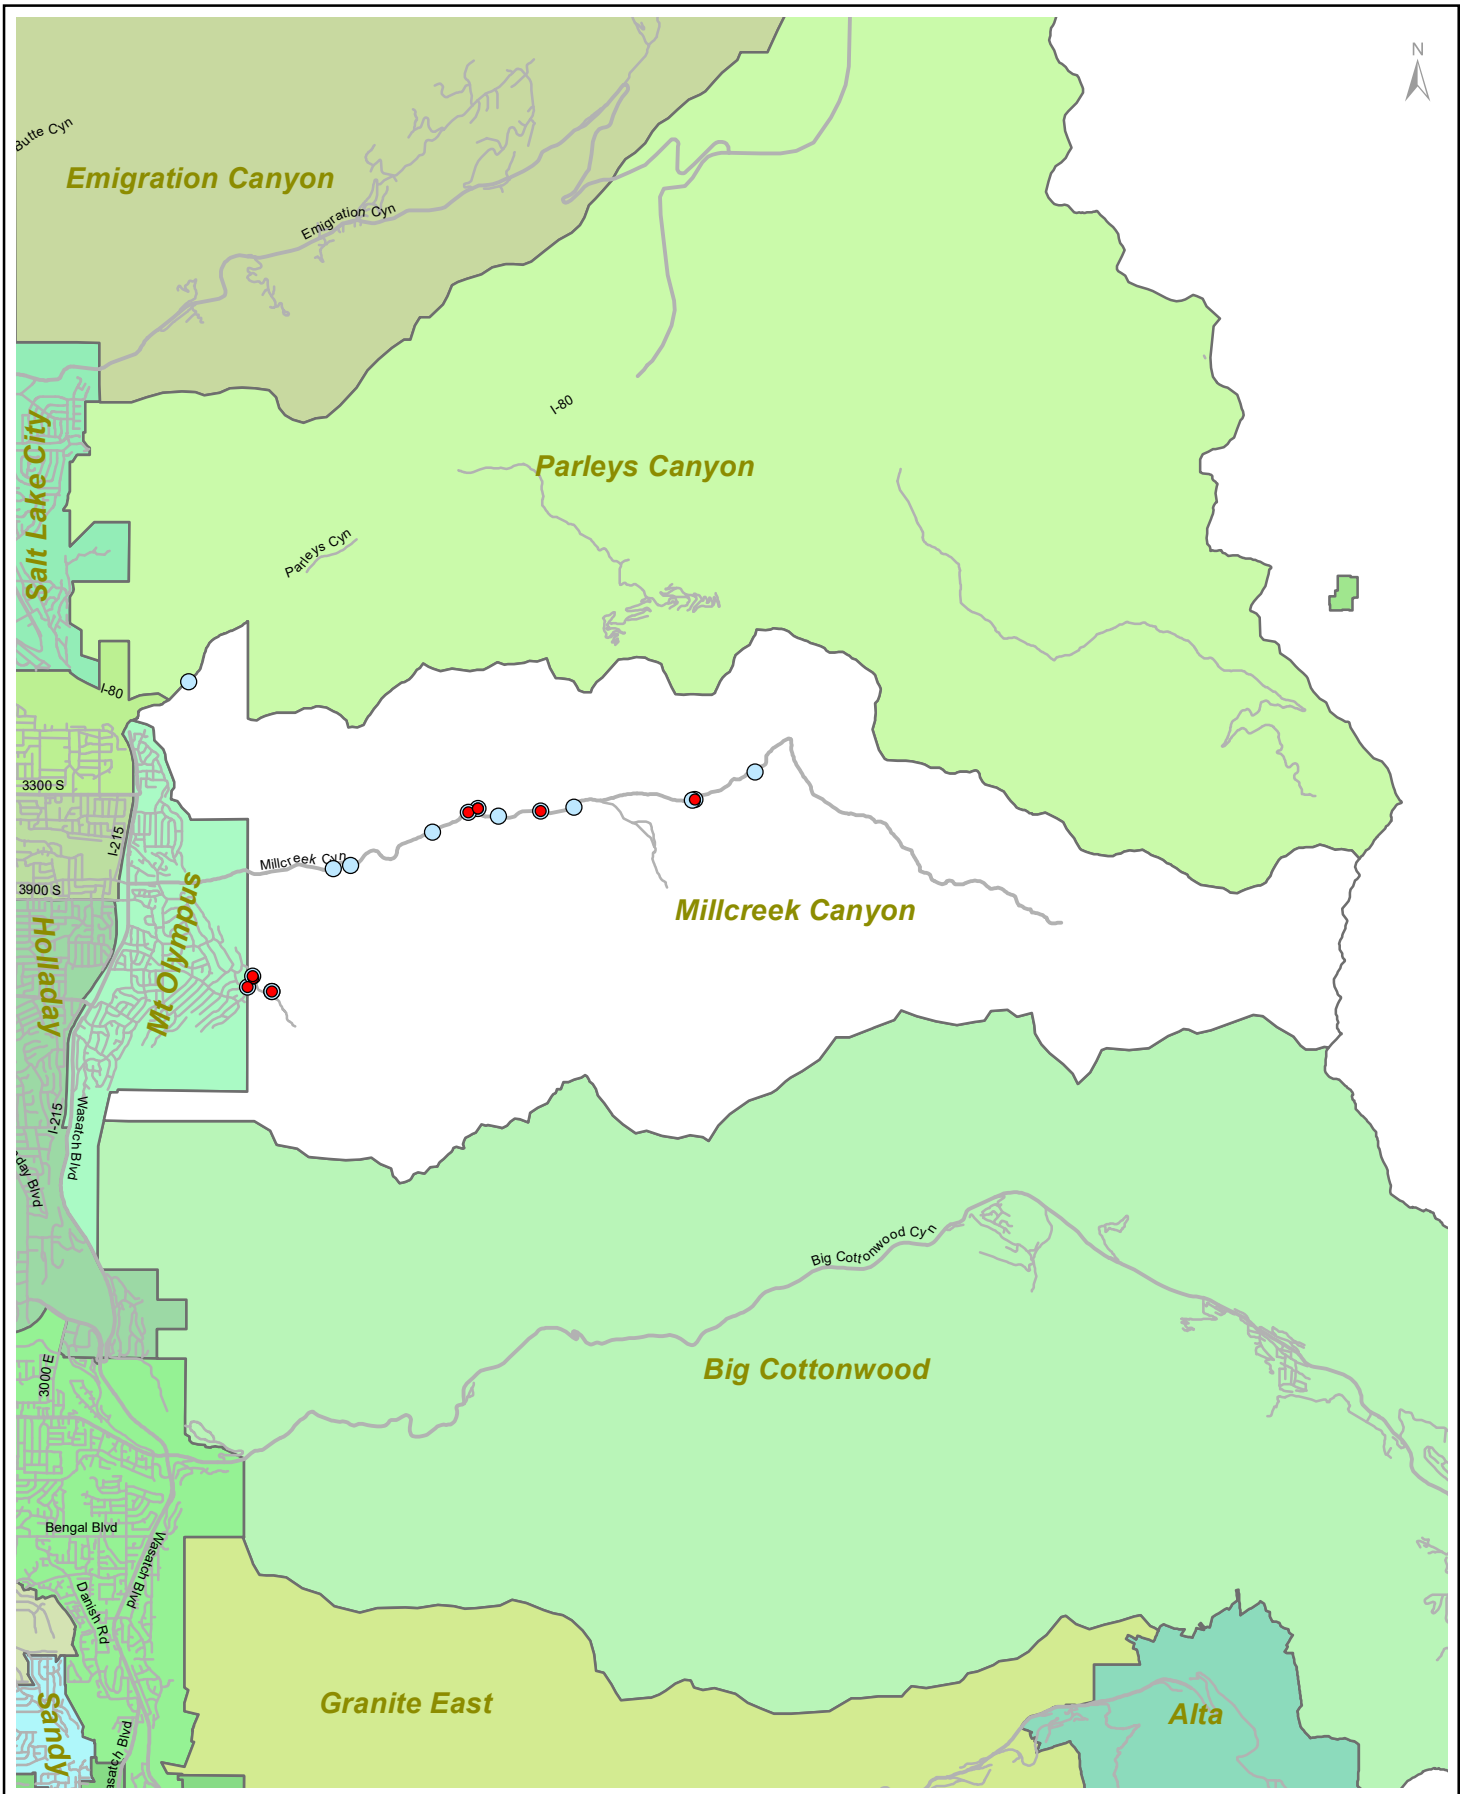 N
Butte Cyn
Emigration Canyon
Emigration Cyn
I-80
Salt Lake City
Parleys Canyon
Parleys Cyn
I-80
3300 S
I-215
Millcreek Cyn
3900 S
Mt Olympus
Millcreek Canyon
Holladay
I-215
Wasatch Blvd
day Blvd
Big Cottonwood Cyn
3000 E
Big Cottonwood
Bengal Blvd
Wasatch Blvd
Danish Rd
Sandy
Granite East
Alta
asatch Blvd